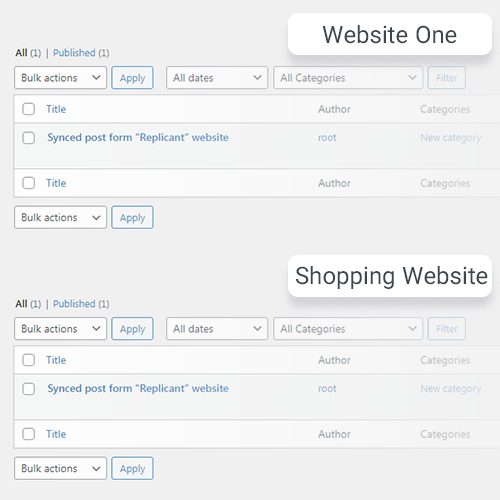 Website One
All (1) | Published (1)
Bulk actions Apply All dates All Categories Filter
Title Author Categories
Synced post form "Replicant" website root New category
Title Author Categories
Bulk actions Apply
Shopping Website
All (1) | Published (1)
Bulk actions Apply All dates All Categories Filter
Title Author Categories
Synced post form "Replicant" website root New category
Title Author Categories
Bulk actions Apply